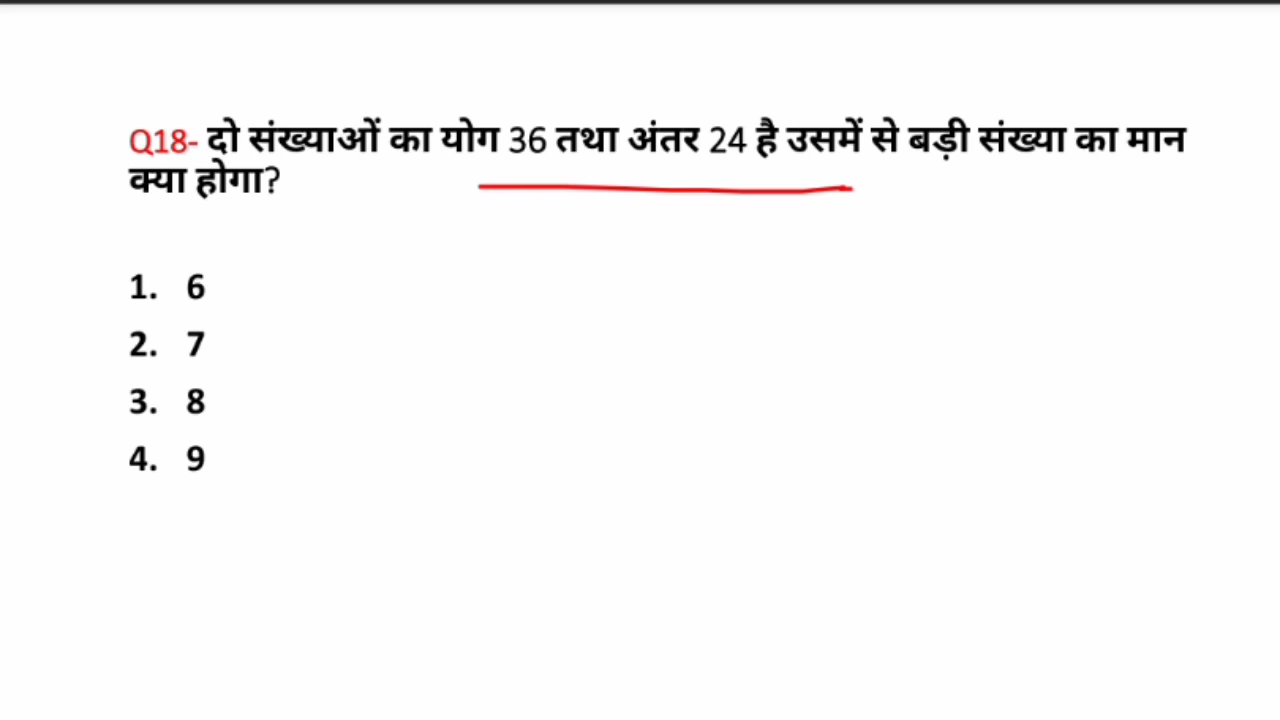 Q18- दो संख्याओं का योग 36 तथा अंतर 24 है उसमें से बड़ी संख्या का मान
क्या होगा?
1. 6
2. 7
3. 8
4. 9